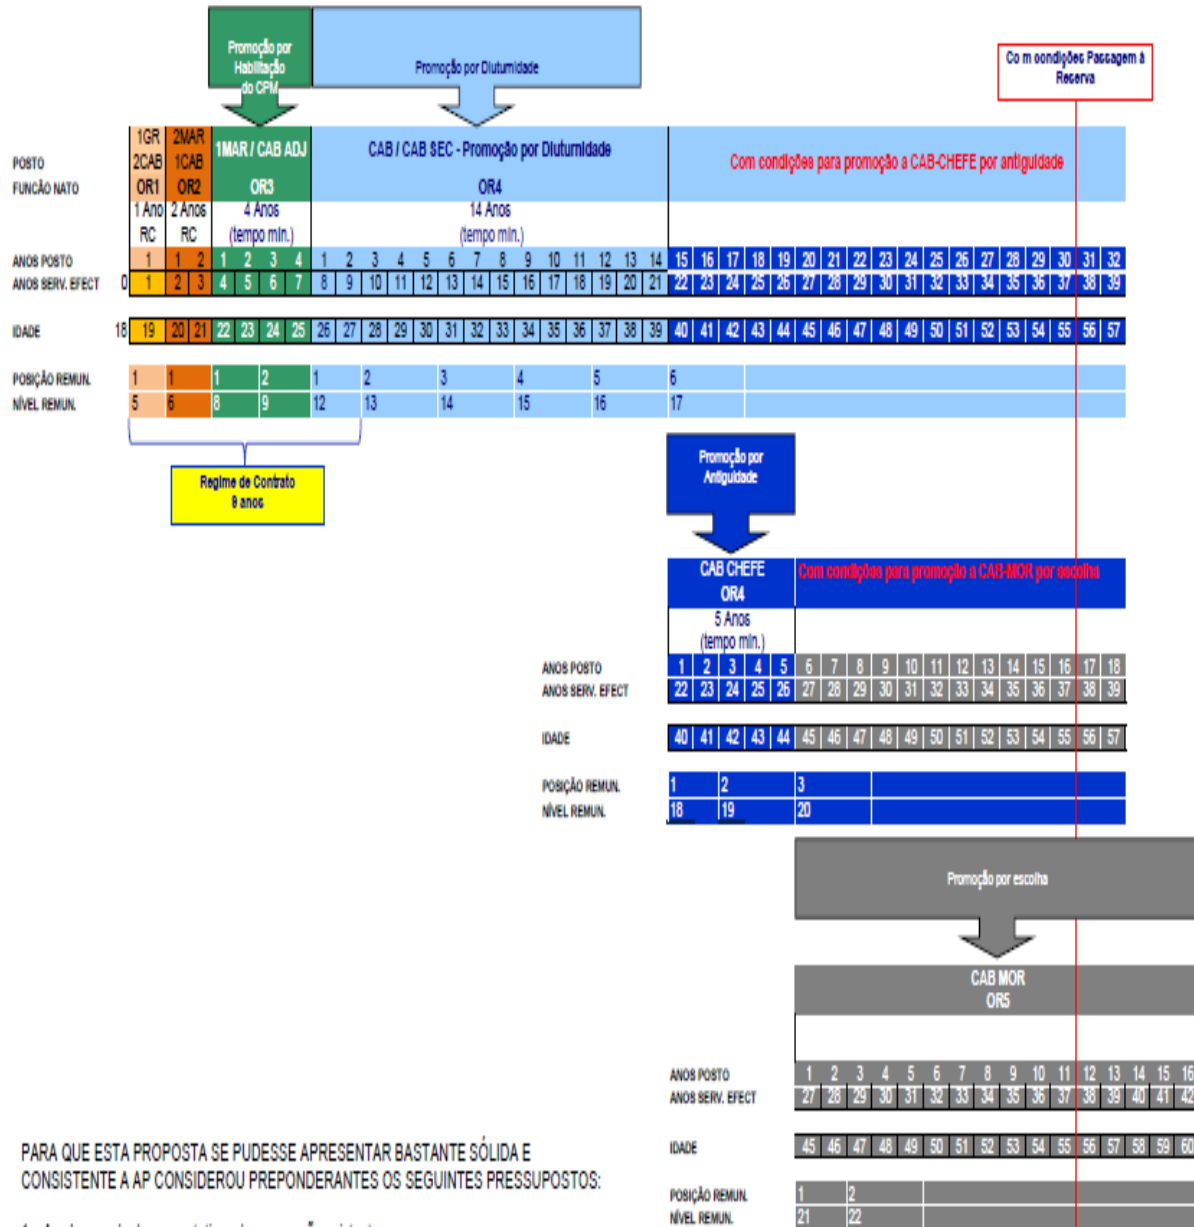 Promoção por
Habilitação
do CPM
Promoção por Diuturnidade
Co m condições Passagem à
Reserva
POSTO
FUNCÃO NATO
1GR
2CAB
OR1
2MAR
1CAB
OR2
1MAR / CAB ADJ
OR3
CAB / CAB SEC - Promoção por Diuturnidade
OR4
Com condições para promoção a CAB-CHEFE por antiguidade
1 Ano
RC
2 Anos
RC
4 Anos
(tempo min.)
14 Anos
(tempo min.)
ANOS POSTO 1 1 2 1 2 3 4 1 2 3 4 5 6 7 8 9 10 11 12 13 14 15 16 17 18 19 20 21 22 23 24 25 26 27 28 29 30 31 32
ANOS SERV. EFECT 0 1 2 3 4 5 6 7 8 9 10 11 12 13 14 15 16 17 18 19 20 21 22 23 24 25 26 27 28 29 30 31 32 33 34 35 36 37 38 39
IDADE 18 19 20 21 22 23 24 25 26 27 28 29 30 31 32 33 34 35 36 37 38 39 40 41 42 43 44 45 46 47 48 49 50 51 52 53 54 55 56 57
POSIÇÃO REMUN. 1 1 1 2 1 2 3 4 5 6
NÍVEL REMUN. 5 6 8 9 12 13 14 15 16 17
Regime de Contrato
9 anos
Promoção por
Antiguidade
CAB CHEFE
OR4
Com condições para promoção a CAB-MOR por escolha
5 Anos
(tempo min.)
ANOS POSTO 1 2 3 4 5 6 7 8 9 10 11 12 13 14 15 16 17 18
ANOS SERV. EFECT 22 23 24 25 26 27 28 29 30 31 32 33 34 35 36 37 38 39
IDADE 40 41 42 43 44 45 46 47 48 49 50 51 52 53 54 55 56 57
POSIÇÃO REMUN. 1 2 3
NÍVEL REMUN. 18 19 20
Promoção por escolha
CAB MOR
OR5
ANOS POSTO 1 2 3 4 5 6 7 8 9 10 11 12 13 14 15 16
ANOS SERV. EFECT 27 28 29 30 31 32 33 34 35 36 37 38 39 40 41 42
IDADE 45 46 47 48 49 50 51 52 53 54 55 56 57 58 59 60
POSIÇÃO REMUN. 1 2
NÍVEL REMUN. 21 22
PARA QUE ESTA PROPOSTA SE PUDESSE APRESENTAR BASTANTE SÓLIDA E
CONSISTENTE A AP CONSIDEROU PREPONDERANTES OS SEGUINTES PRESSUPOSTOS: